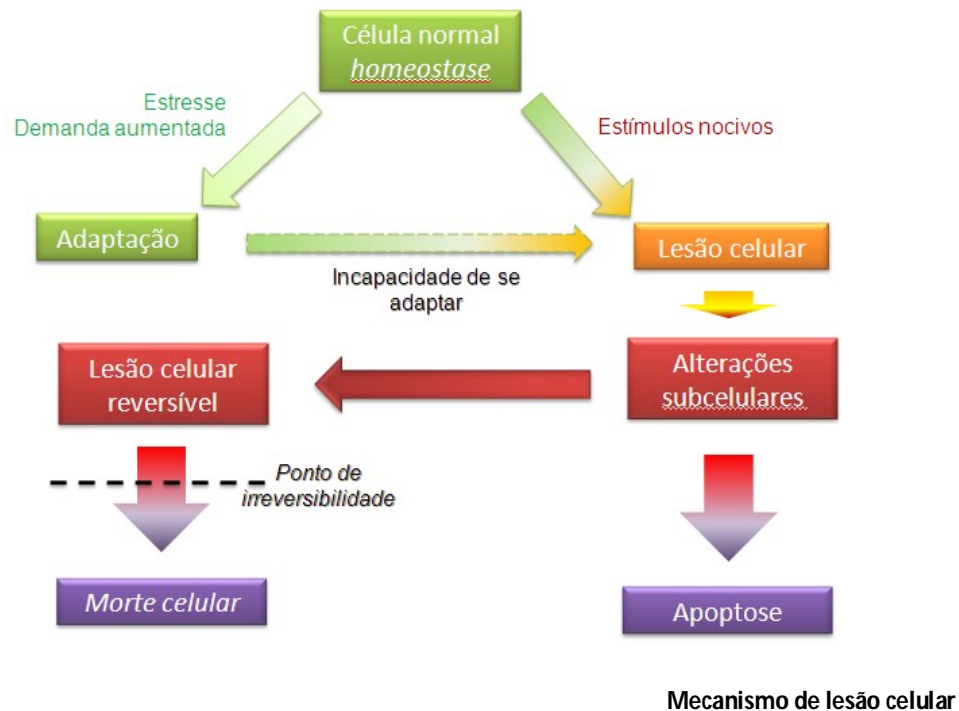 Célula normal
homeostase
Estresse
Demanda aumentada
Estímulos nocivos
Adaptação
Lesão celular
Incapacidade de se
adaptar
Lesão celular
reversível
Alterações
subcelulares
Ponto de
irreversibilidade
Morte celular
Apoptose
Mecanismo de lesão celular